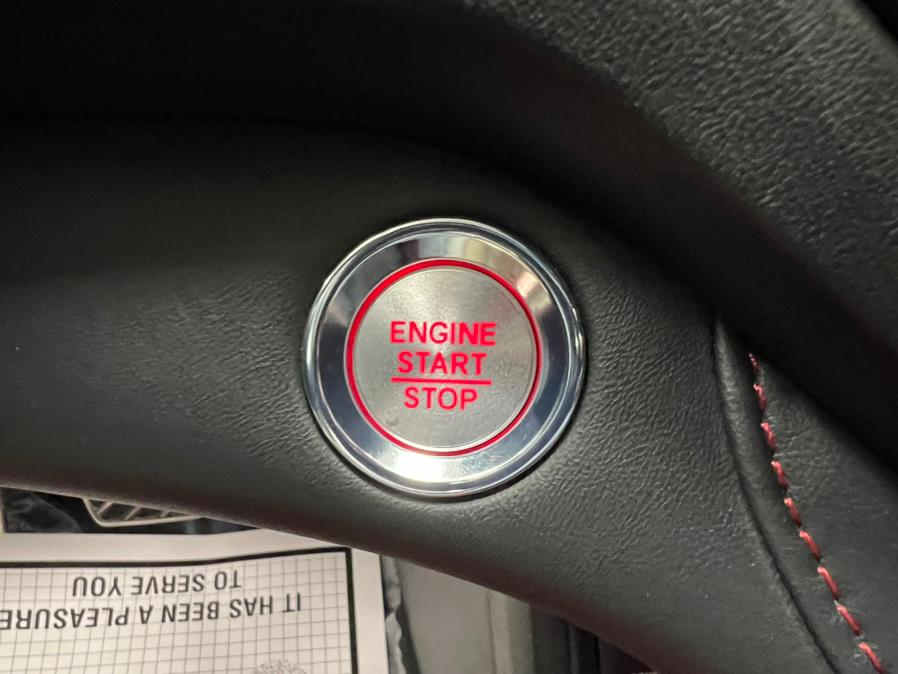 ENGINE
START
STOP
IT HAS BEEN A PLEASURE
TO SERVE YOU